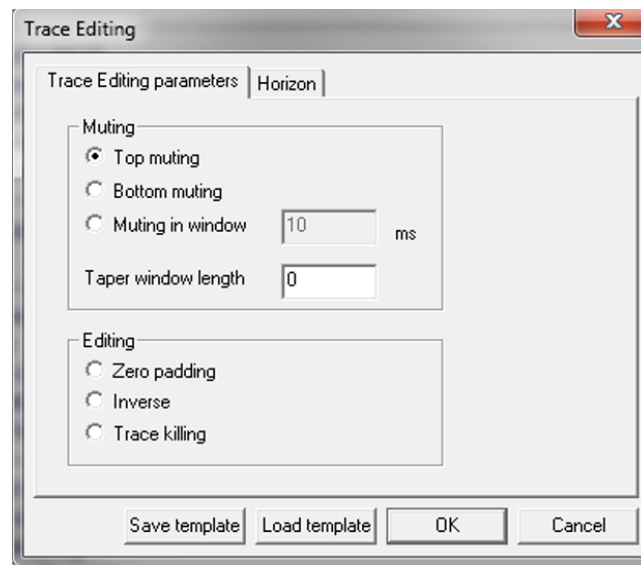 Trace Editing
Trace Editing parameters Horizon
Muting
Top muting
Bottom muting
Muting in window 10 ms
Taper window length 0
Editing
Zero padding
Inverse
Trace killing
Save template Load template OK Cancel